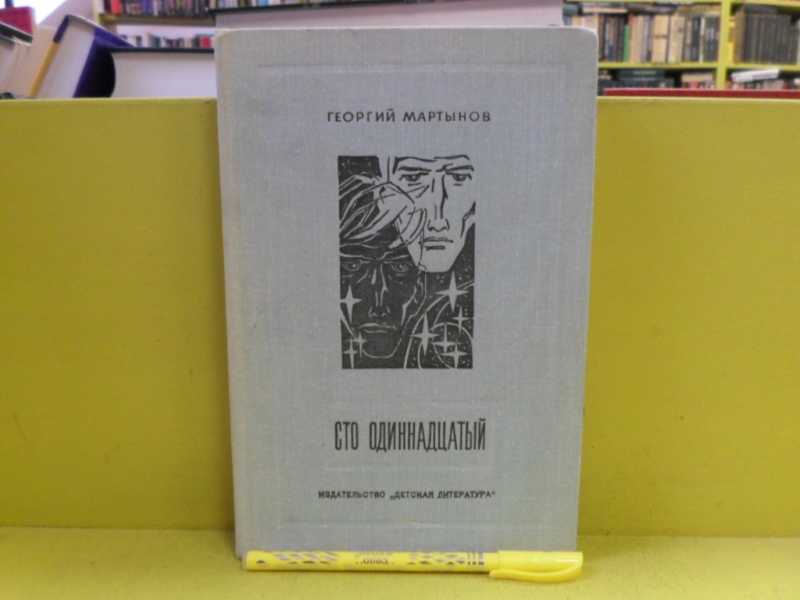 ГЕОРГИЙ МАРТЫНОВ
СТО ОДИННАДЦАТЫЙ
ИЗДАТЕЛЬСТВО „ДЕТСКАЯ ЛИТЕРАТУРА"